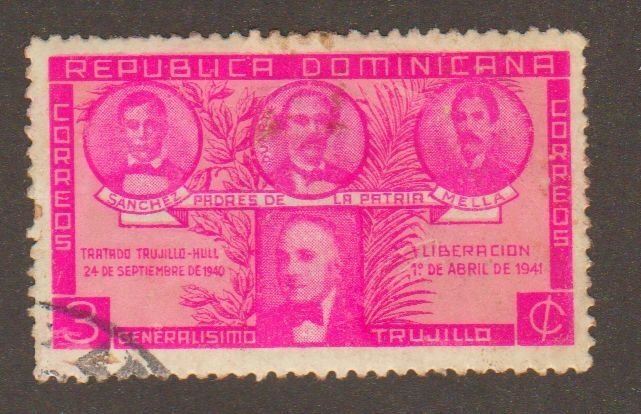 REPUBLICA DOMINICANA
CORREOS
CORREOS
SANCHEZ PADRES DE LA PATRIA MELLA
TRATADO TRUJILLO-HULL
24 DE SEPTIEMBRE DE 1940
LIBERACION
1º DE ABRIL DE 1941
3 GENERALISIMO TRUJILLO ¢